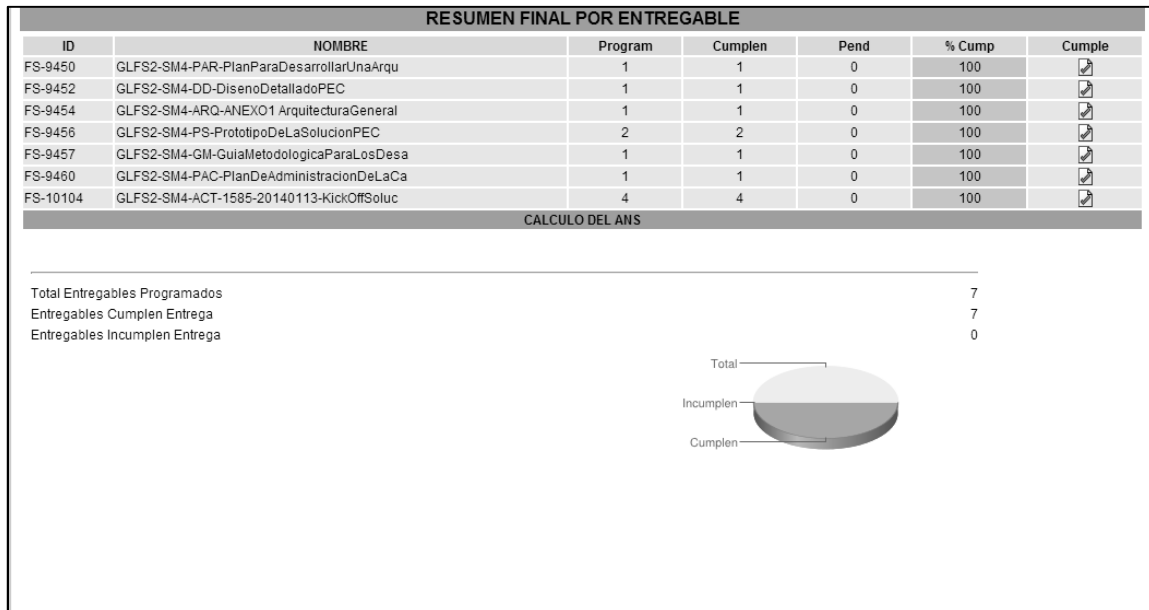 RESUMEN FINAL POR ENTREGABLE
ID NOMBRE Program Cumplen Pend % Cump Cumple
FS-9450 GLFS2-SM4-PAR-PlanParaDesarrollarUnaArqu 1 1 0 100
FS-9452 GLFS2-SM4-DD-DisenoDetalladoPEC 1 1 0 100
FS-9454 GLFS2-SM4-ARQ-ANEXO1 ArquitecturaGeneral 1 1 0 100
FS-9456 GLFS2-SM4-PS-PrototipoDeLaSolucionPEC 2 2 0 100
FS-9457 GLFS2-SM4-GM-GuiaMetodologicaParaLosDesa 1 1 0 100
FS-9460 GLFS2-SM4-PAC-PlanDeAdministracionDeLaCa 1 1 0 100
FS-10104 GLFS2-SM4-ACT-1585-20140113-KickOffSoluc 4 4 0 100
CALCULO DEL ANS
Total Entregables Programados 7
Entregables Cumplen Entrega 7
Entregables Incumplen Entrega 0
Total
Incumplen
Cumplen